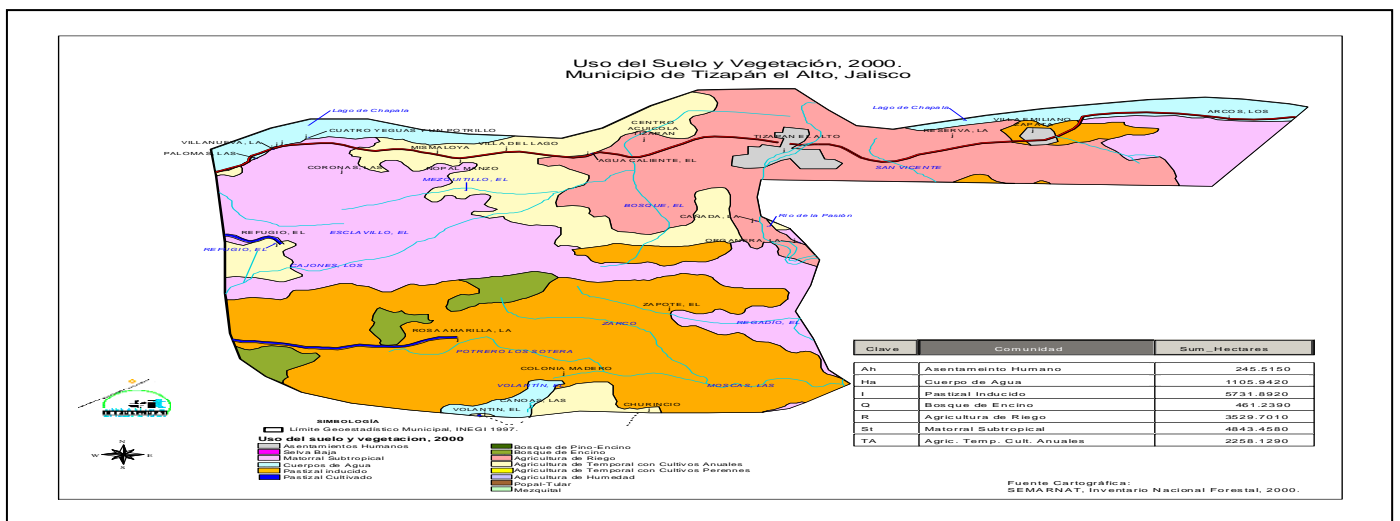 Uso del Suelo y Vegetación, 2000.
Municipio de Tizapán el Alto, Jalisco
Lago de Chapala
Lago de Chapala
ARCOS, LOS
VILLA EMILIANO
ZAPATA
RESERVA, LA
CENTRO
ACUICOLA
TIZAPAN
TIZAPAN EL ALTO
CUATRO YEGUAS Y UN POTRILLO
VILLANUEVA, LA
PALOMAS, LAS
MISMALOYA
VILLA DEL LAGO
AGUA CALIENTE, EL
CORONAS, LAS
NOPAL MANZO
SAN VICENTE
MEZQUITILLO, EL
BOSQUE, EL
CAÑADA, LA
Rio de la Pasión
REFUGIO, EL
ESCLAVILLO, EL
ORGANERA, LA
REFUGIO, EL
CAJONES, LOS
ZAPOTE, EL
ZARCO
REGADIO, EL
ROSA AMARILLA, LA
POTRERO LOS SOTERA
COLONIA MADERO
VOLANTÍN, EL
MOSCAS, LAS
CANOAS, LAS
CHURINCIO
VOLANTIN, EL
Clave Comunidad Sum_Hectares
Ah Asentameinto Humano 245.5150
Ha Cuerpo de Agua 1105.9420
I Pastizal Inducido 5731.8920
Q Bosque de Encino 461.2390
R Agricultura de Riego 3529.7010
St Matorral Subtropical 4843.4580
TA Agric. Temp. Cult. Anuales 2258.1290
SIMBOLOGÍA
Límite Geoestadístico Municipal, INEGI 1997.
Uso del suelo y vegetacion, 2000
Asentamientos Humanos
Selva Baja
Matorral Subtropical
Cuerpos de Agua
Pastizal inducido
Pastizal Cultivado
Bosque de Pino-Encino
Bosque de Encino
Agricultura de Riego
Agricultura de Temporal con Cultivos Anuales
Agricultura de Temporal con Cultivos Perennes
Agricultura de Humedad
Popal-Tular
Mezquital
N
W E
S
Fuente Cartográfica:
SEMARNAT, Inventario Nacional Forestal, 2000.